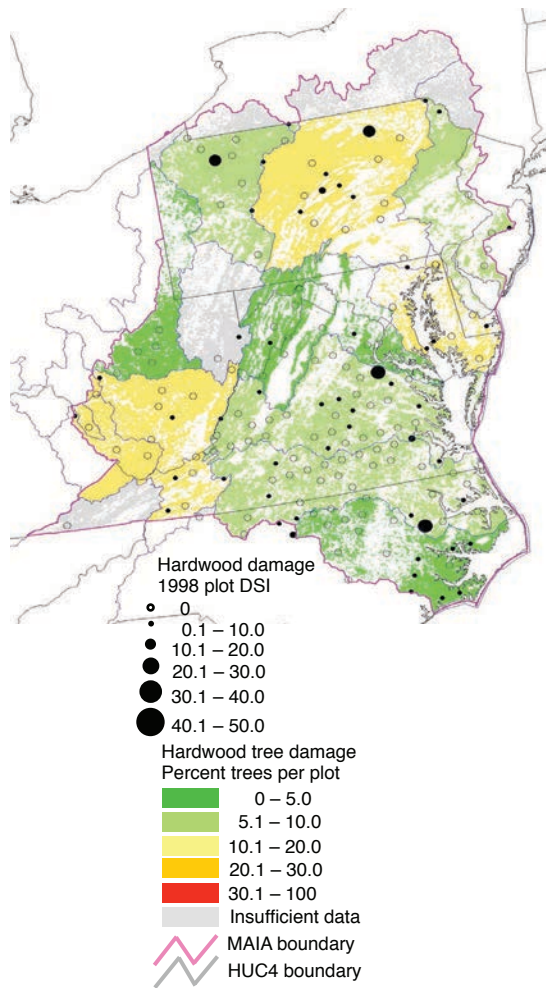 Hardwood damage
1998 plot DSI
0
0.1 – 10.0
10.1 – 20.0
20.1 – 30.0
30.1 – 40.0
40.1 – 50.0
Hardwood tree damage
Percent trees per plot
0 – 5.0
5.1 – 10.0
10.1 – 20.0
20.1 – 30.0
30.1 – 100
Insufficient data
MAIA boundary
HUC4 boundary